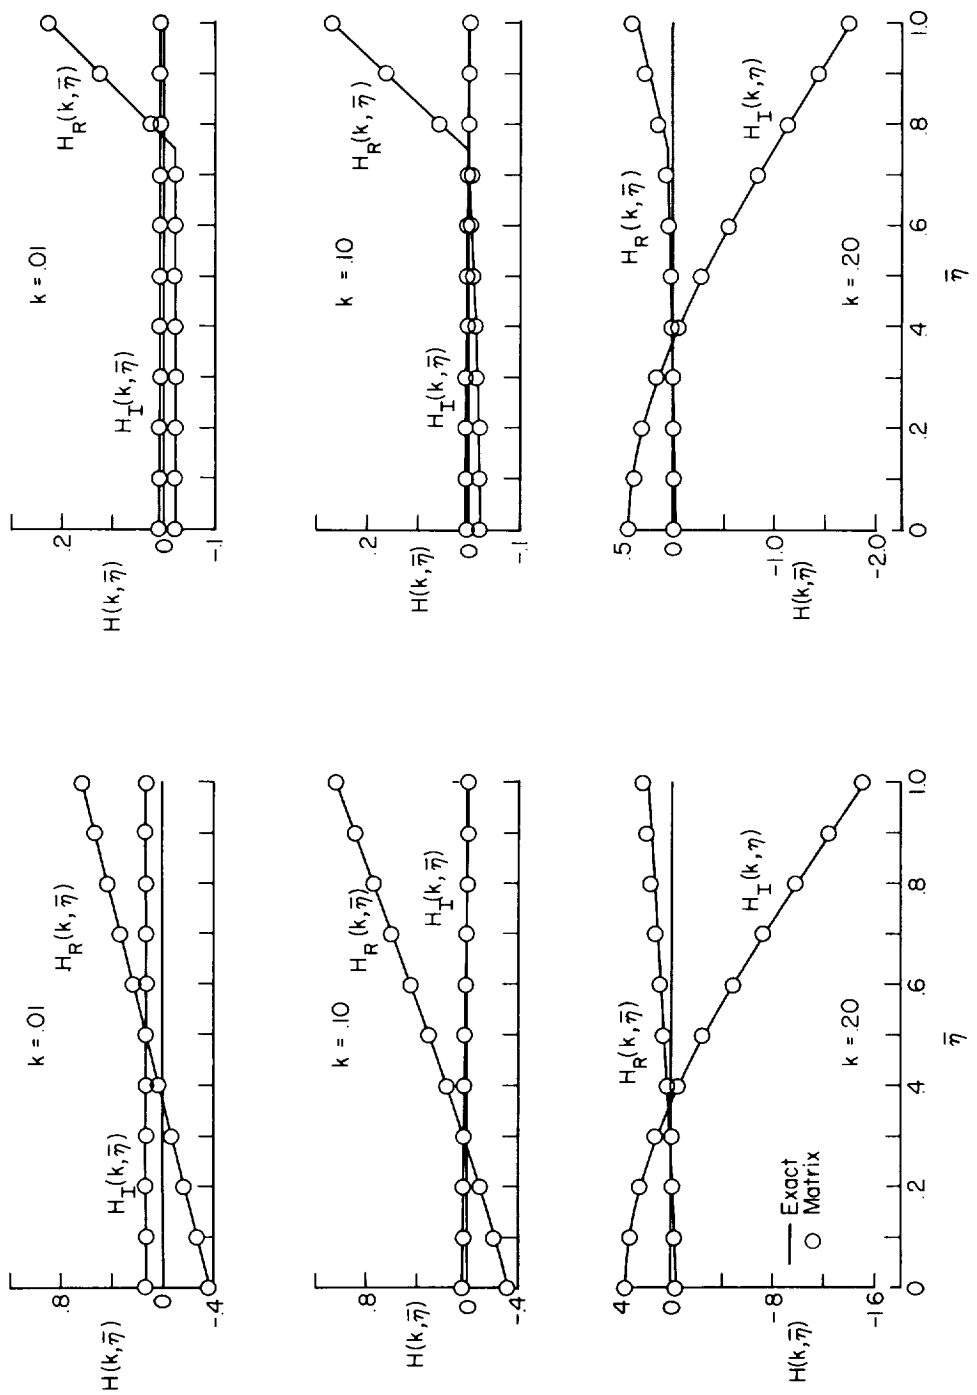 .8
0
-.4
H(k,η̄)
H_I(k,η̄)
H_R(k,η̄)
k = .01
.8
0
-.4
H(k,η̄)
H_R(k,η̄)
H_I(k,η̄)
k = .10
4
0
-8
-16
H(k,η̄)
H_R(k,η̄)
H_I(k,η)
k = .20
Exact
Matrix
0 .2 .4 .6 .8 1.0
η̄
.2
0
-.1
H(k,η̄)
H_I(k,η̄)
H_R(k,η̄)
k = .01
.2
0
-.1
H(k,η̄)
H_I(k,η̄)
H_R(k,η̄)
k = .10
.5
0
-1.0
-2.0
H(k,η̄)
H_R(k,η̄)
H_I(k,η)
k = .20
0 .2 .4 .6 .8 1.0
η̄